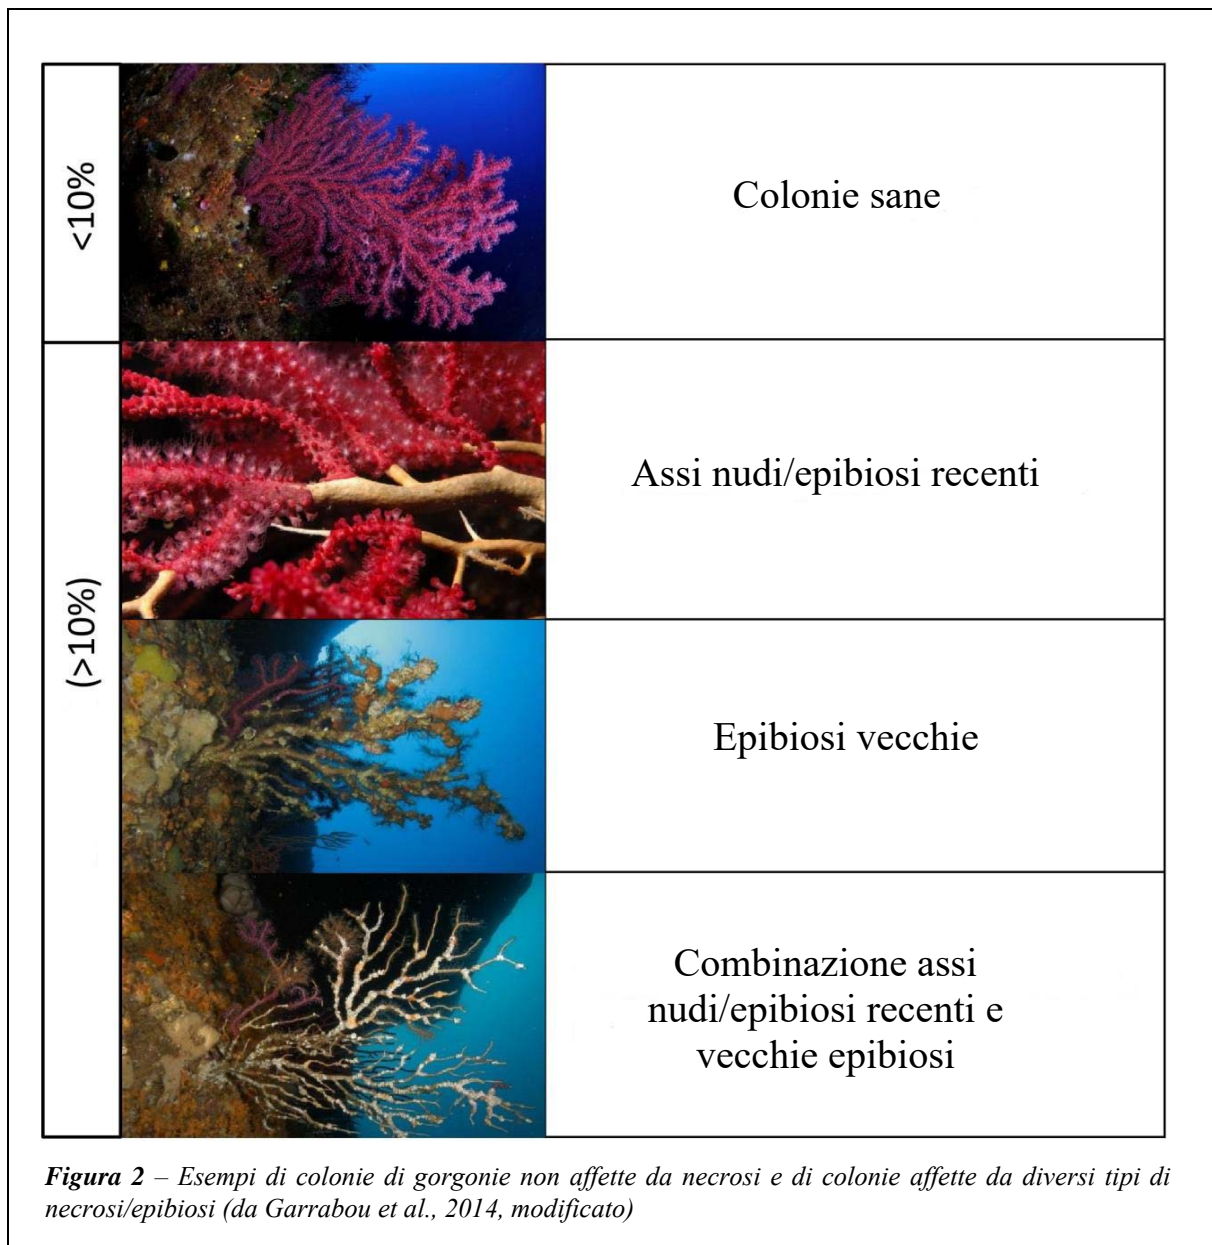 <10%
Colonie sane
(>10%)
Assi nudi/epibiosi recenti
Epibiosi vecchie
Combinazione assi
nudi/epibiosi recenti e
vecchie epibiosi
Figura 2 – Esempi di colonie di gorgonie non affette da necrosi e di colonie affette da diversi tipi di
necrosi/epibiosi (da Garrabou et al., 2014, modificato)